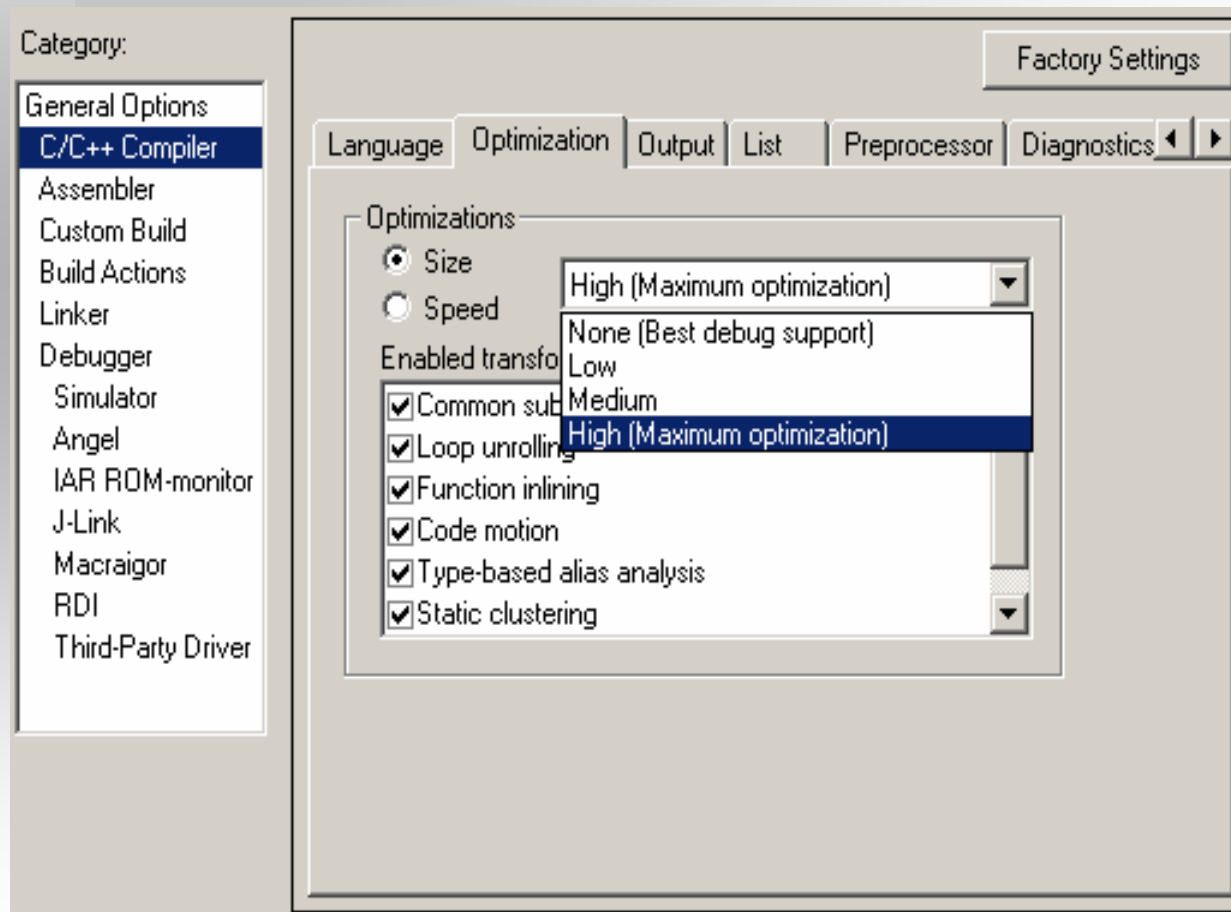 Category:
General Options
C/C++ Compiler
Assembler
Custom Build
Build Actions
Linker
Debugger
Simulator
Angel
IAR ROM-monitor
J-Link
Macraigor
RDI
Third-Party Driver
Factory Settings
Language Optimization Output List Preprocessor Diagnostics
Optimizations
Size
Speed
High (Maximum optimization)
None (Best debug support)
Low
Medium
High (Maximum optimization)
Enabled transfo
Common sub
Loop unrolling
Function inlining
Code motion
Type-based alias analysis
Static clustering